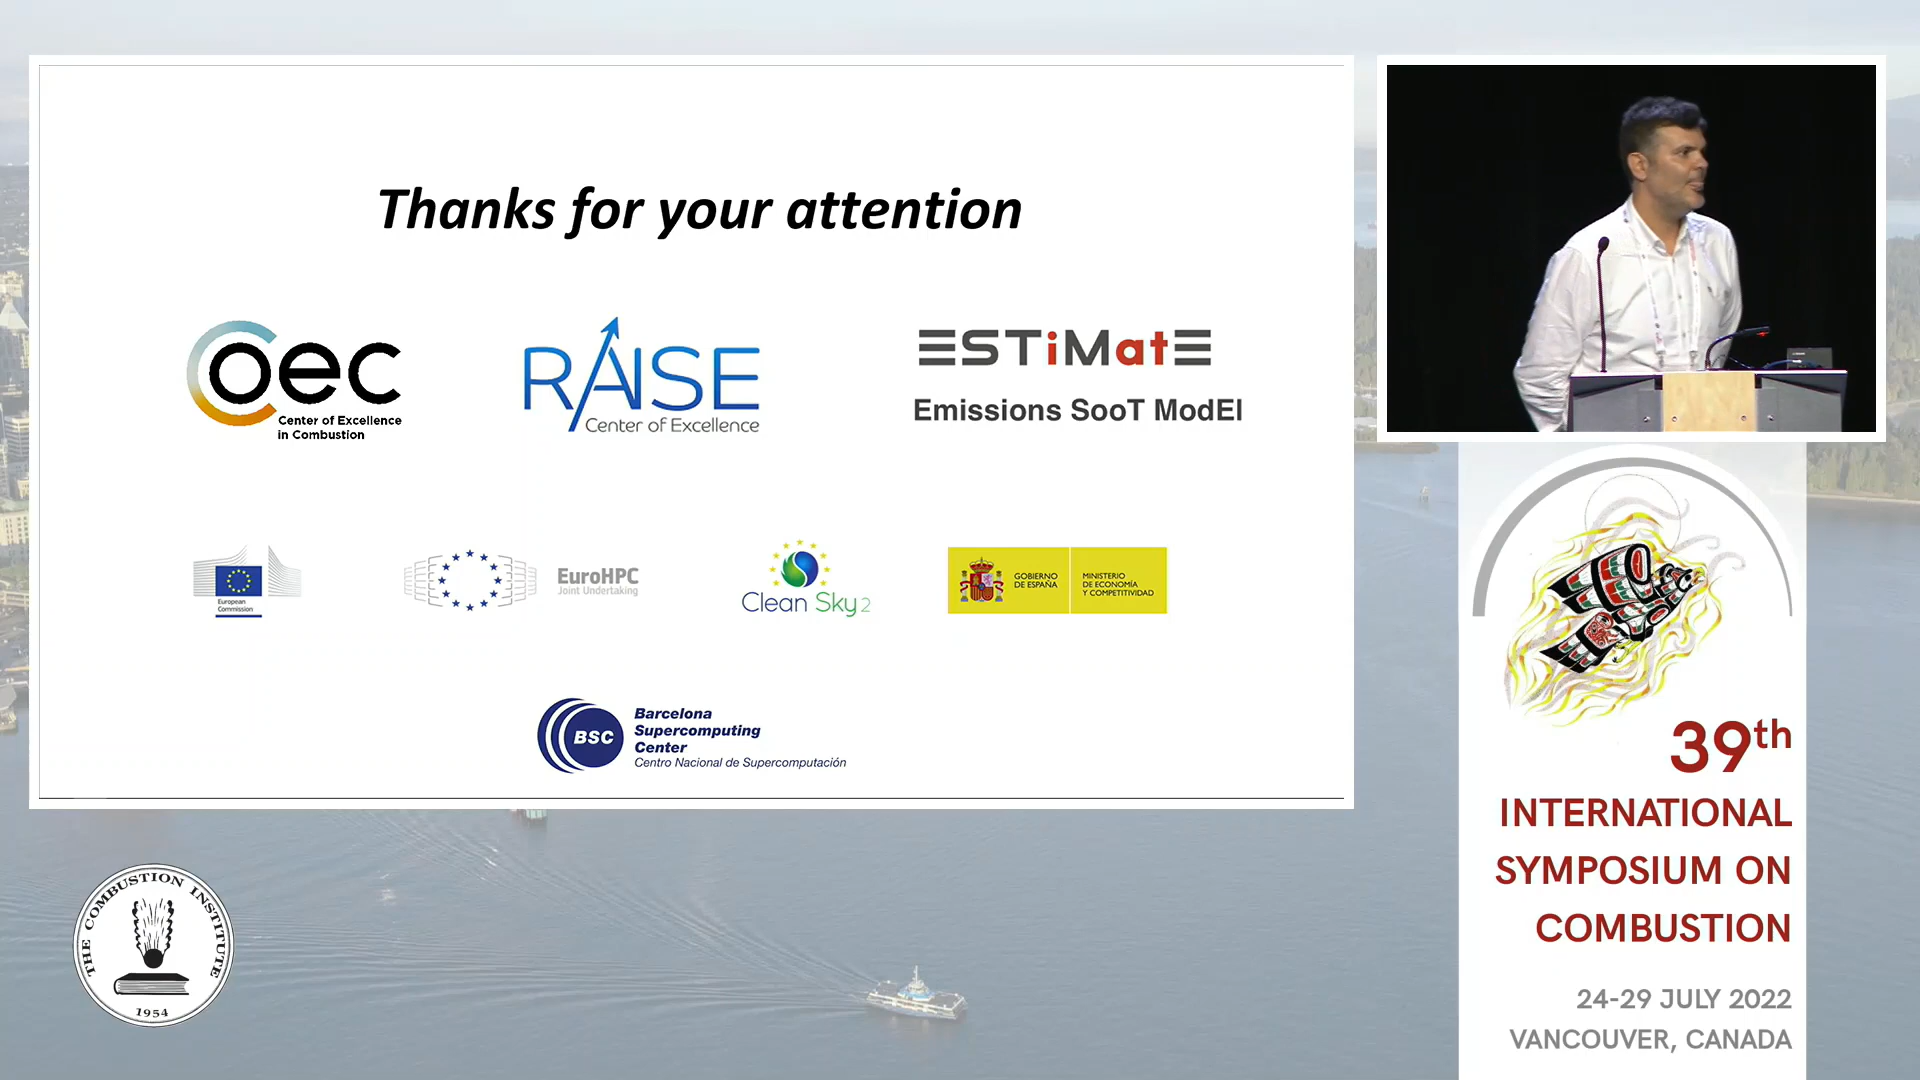 Thanks for your attention
oec
Center of Excellence
in Combustion
RAISE
Center of Excellence
ESTiMatE
Emissions SooT ModEl
European
Commission
EuroHPC
Joint Undertaking
Clean Sky 2
GOBIERNO
DE ESPAÑA
MINISTERIO
DE ECONOMÍA
Y COMPETITIVIDAD
BSC
Barcelona
Supercomputing
Center
Centro Nacional de Supercomputación
THE COMBUSTION INSTITUTE
1954
39th
INTERNATIONAL
SYMPOSIUM ON
COMBUSTION
24-29 JULY 2022
VANCOUVER, CANADA